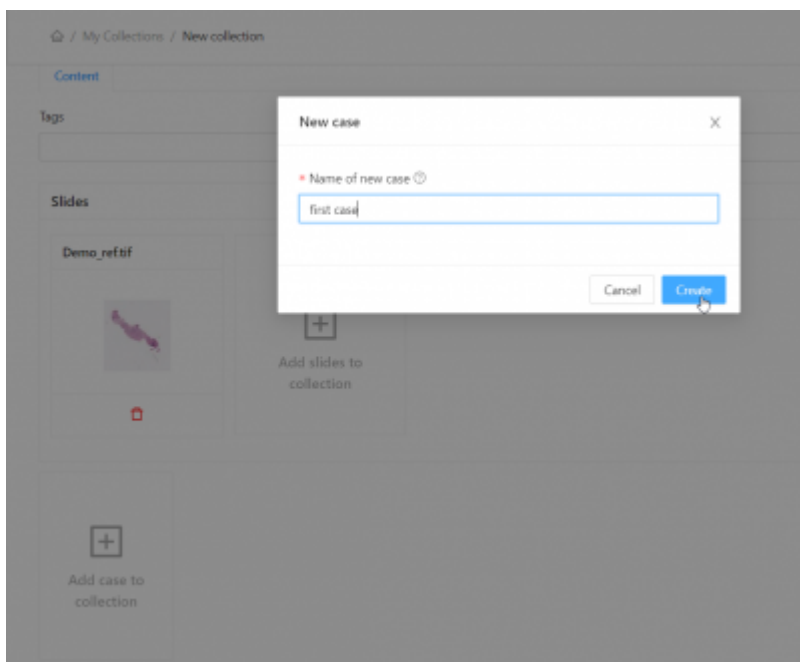 / My Collections / New collection
Content
Tags
New case
* Name of new case
first case
Cancel
Create
Slides
Demo_ref.tif
Add slides to
collection
Add case to
collection